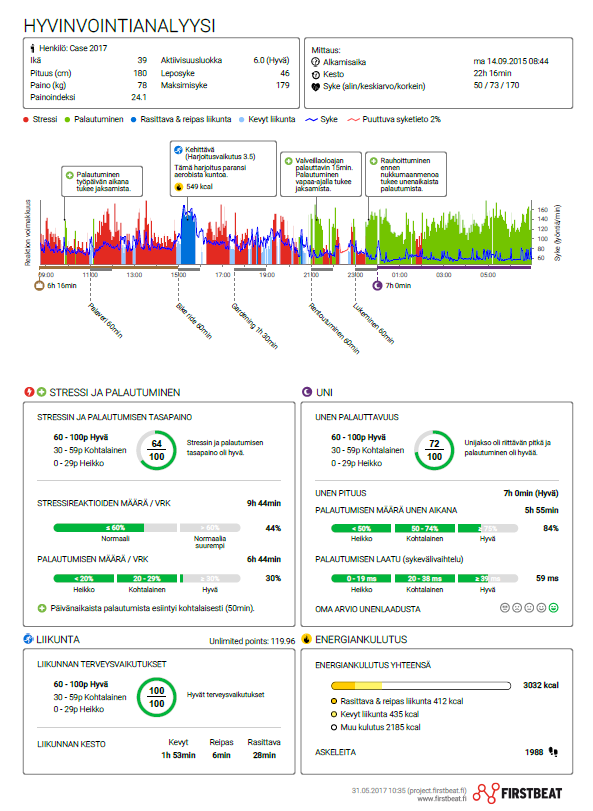 HYVINVOINTIANALYYSI
Henkilö: Case 2017
Ikä 39 Aktiivisuusluokka 6.0 (Hyvä)
Pituus (cm) 180 Leposyke 46
Paino (kg) 78 Maksimisyke 179
Painoindeksi 24.1
Mittaus:
Alkamisaika ma 14.09.2015 08:44
Kesto 22h 16min
Syke (alin/keskiarvo/korkein) 50 / 73 / 170
Stressi Palautuminen Rasittava & reipas liikunta Kevyt liikunta Syke Puuttuva syketieto 2%
Palautuminen
työpäivän aikana
tukee jaksamista.
Kehittävä
(Harjoitusvaikutus 3.5)
Tämä harjoitus paransi
aerobista kuntoa.
549 kcal
Valveillaoloajan
palauttavin 15min.
Palautuminen
vapaa-ajalla tukee
jaksamista.
Rauhoittuminen
ennen
nukkumaanmenoa
tukee unenaikaista
palautumista.
Reaktion voimakkuus
160
140
120
100
80
60
Syke (lyöntiä/min)
09:00 11:00 13:00 15:00 17:00 19:00 21:00 23:00 01:00 03:00 05:00
6h 16min
7h 0min
Palaveri 60min
Bike ride 60min
Gardening 1h 30min
Rentoutuminen 60min
Lukeminen 60min
STRESSI JA PALAUTUMINEN
STRESSIN JA PALAUTUMISEN TASAPAINO
60 - 100p Hyvä
30 - 59p Kohtalainen
0 - 29p Heikko
64
100
Stressin ja palautumisen
tasapaino oli hyvä.
STRESSIREAKTIOIDEN MÄÄRÄ / VRK 9h 44min
≤ 60% > 60% 44%
Normaali Normaalia
suurempi
PALAUTUMISEN MÄÄRÄ / VRK 6h 44min
< 20% 20 - 29% ≥ 30% 30%
Heikko Kohtalainen Hyvä
Päivänaikaista palautumista esiintyi kohtalaisesti (50min).
UNI
UNEN PALAUTTAVUUS
60 - 100p Hyvä
30 - 59p Kohtalainen
0 - 29p Heikko
72
100
Unijakso oli riittävän pitkä ja
palautuminen oli hyvää.
UNEN PITUUS 7h 0min (Hyvä)
PALAUTUMISEN MÄÄRÄ UNEN AIKANA 5h 55min
< 50% 50 - 74% ≥ 75% 84%
Heikko Kohtalainen Hyvä
PALAUTUMISEN LAATU (sykevälivaihtelu)
0 - 19 ms 20 - 38 ms ≥ 39 ms 59 ms
Heikko Kohtalainen Hyvä
OMA ARVIO UNENLAADUSTA
LIIKUNTA Unlimited points: 119.96
LIIKUNNAN TERVEYSVAIKUTUKSET
60 - 100p Hyvä
30 - 59p Kohtalainen
0 - 29p Heikko
100
100
Hyvät terveysvaikutukset
LIIKUNNAN KESTO
Kevyt Reipas Rasittava
1h 53min 6min 28min
ENERGIANKULUTUS
ENERGIANKULUTUS YHTEENSÄ
3032 kcal
Rasittava & reipas liikunta 412 kcal
Kevyt liikunta 435 kcal
Muu kulutus 2185 kcal
ASKELEITA 1988
31.05.2017 10:35 (project.firstbeat.fi)
www.firstbeat.fi
FIRSTBEAT